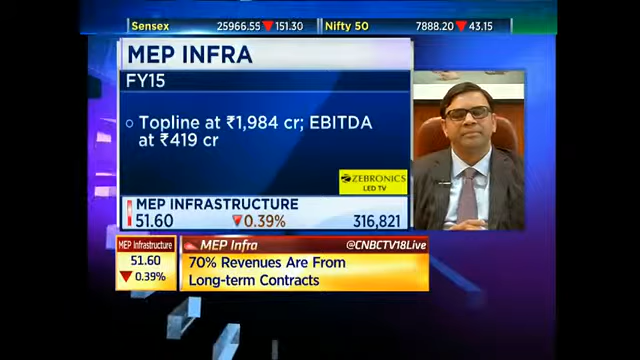 Sensex 25966.55 ▼ 151.30 Nifty 50 7888.20 ▼ 43.15
MEP INFRA
FY15
Topline at ₹1,984 cr; EBITDA
at ₹419 cr
ZEBRONICS
LED TV
MEP INFRASTRUCTURE
51.60 ▼0.39% 316,821
MEP Infrastructure
51.60
▼0.39%
MEP Infra @CNBCTV18Live
70% Revenues Are From
Long-term Contracts